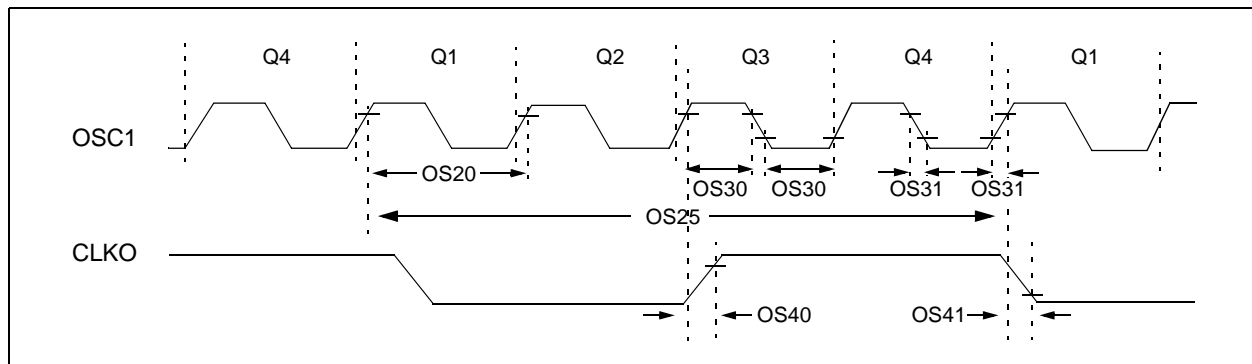 Q4 Q1 Q2 Q3 Q4 Q1
OSC1
OS20
OS30 OS30 OS31 OS31
OS25
CLKO
OS40 OS41